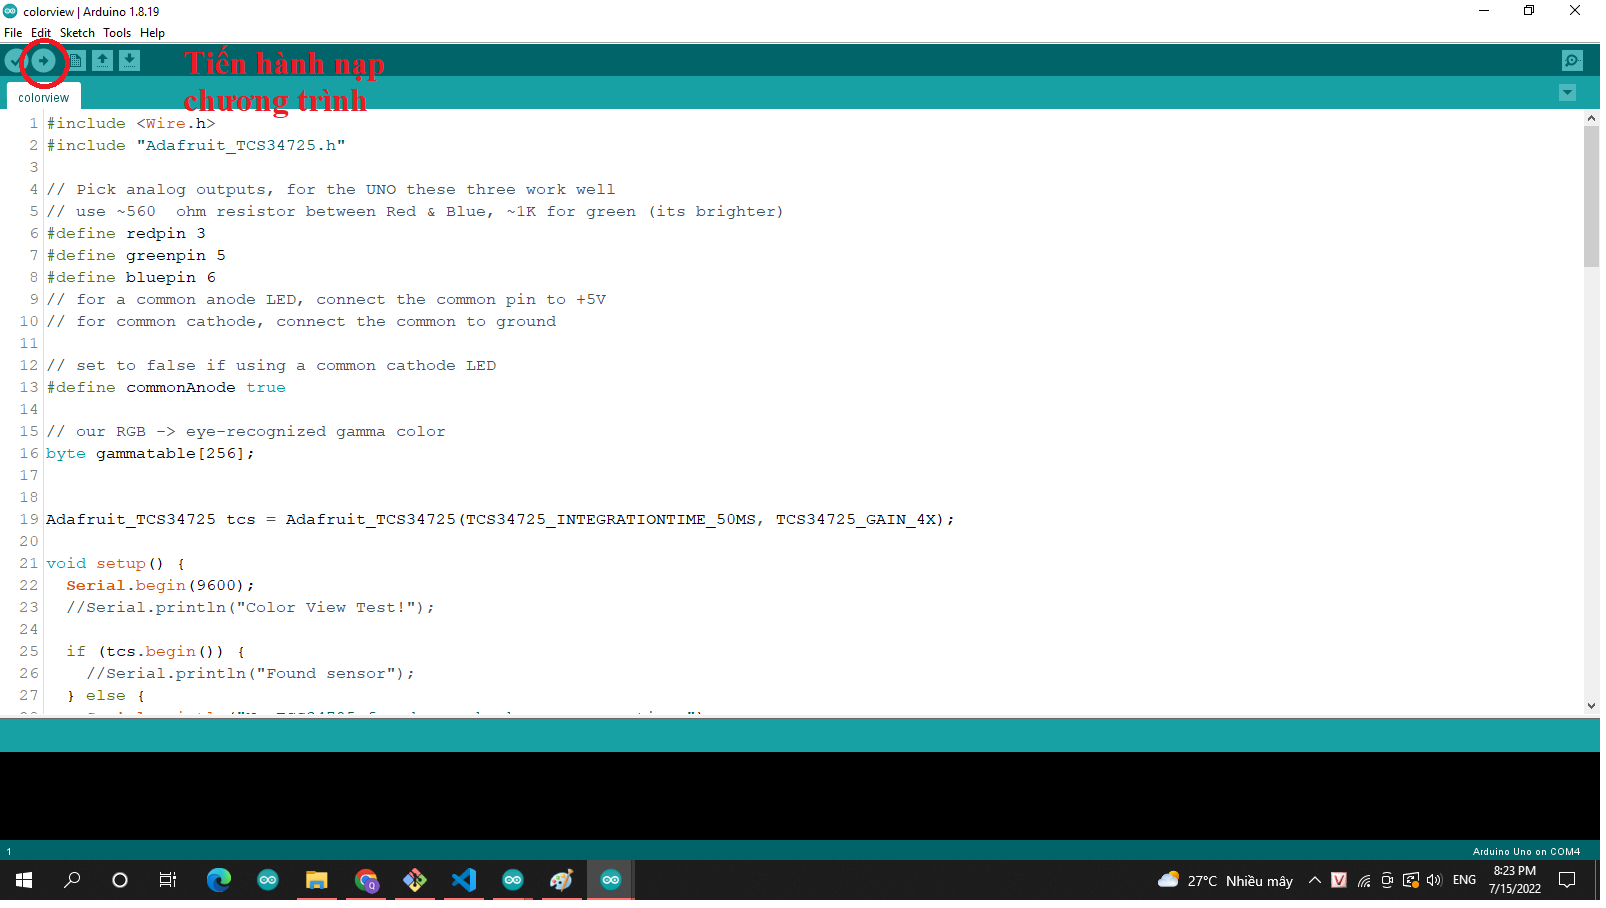 colorview | Arduino 1.8.19
File Edit Sketch Tools Help
Tiến hành nạp
chương trình
colorview
1 #include <Wire.h>
2 #include "Adafruit_TCS34725.h"
3
4 // Pick analog outputs, for the UNO these three work well
5 // use ~560  ohm resistor between Red & Blue, ~1K for green (its brighter)
6 #define redpin 3
7 #define greenpin 5
8 #define bluepin 6
9 // for a common anode LED, connect the common pin to +5V
10 // for common cathode, connect the common to ground
11
12 // set to false if using a common cathode LED
13 #define commonAnode true
14
15 // our RGB -> eye-recognized gamma color
16 byte gammatable[256];
17
18
19 Adafruit_TCS34725 tcs = Adafruit_TCS34725(TCS34725_INTEGRATIONTIME_50MS, TCS34725_GAIN_4X);
20
21 void setup() {
22   Serial.begin(9600);
23   //Serial.println("Color View Test!");
24
25   if (tcs.begin()) {
26     //Serial.println("Found sensor");
27   } else {
1
Arduino Uno on COM4
27°C Nhiều mây
ENG
8:23 PM
7/15/2022